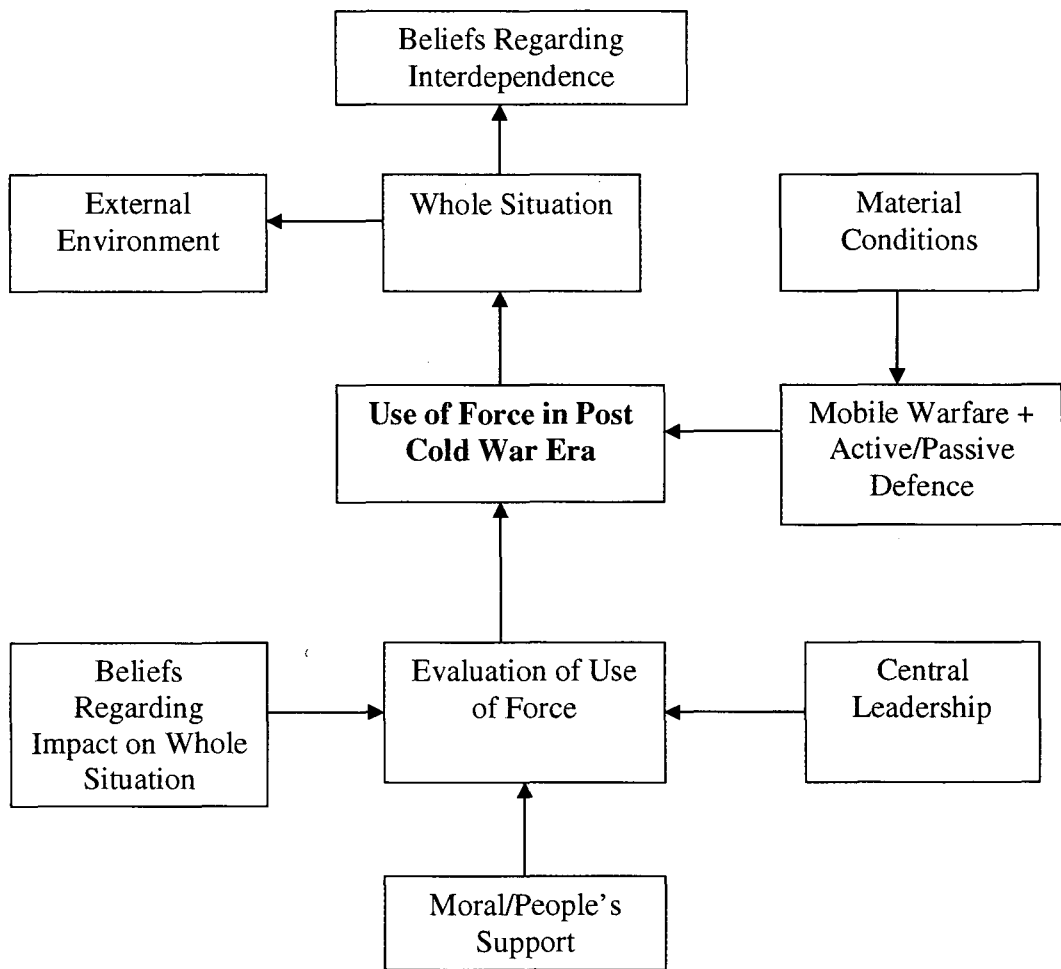 Beliefs Regarding
Interdependence
External
Environment
Whole Situation
Material
Conditions
Use of Force in Post
Cold War Era
Mobile Warfare +
Active/Passive
Defence
Beliefs
Regarding
Impact on Whole
Situation
Evaluation of Use
of Force
Central
Leadership
Moral/People's
Support